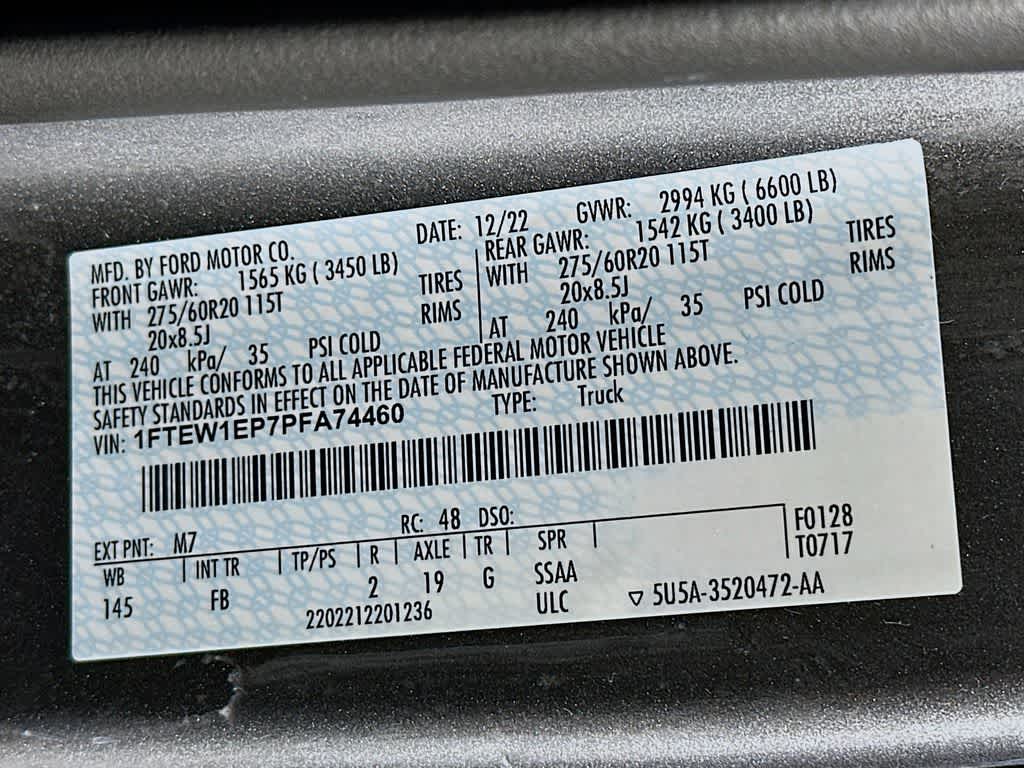 MFD. BY FORD MOTOR CO. DATE: 12/22 GVWR: 2994 KG ( 6600 LB)
FRONT GAWR: 1565 KG ( 3450 LB) REAR GAWR: 1542 KG ( 3400 LB)
WITH 275/60R20 115T TIRES WITH 275/60R20 115T TIRES
20x8.5J RIMS 20x8.5J RIMS
AT 240 kPa/ 35 PSI COLD AT 240 kPa/ 35 PSI COLD
THIS VEHICLE CONFORMS TO ALL APPLICABLE FEDERAL MOTOR VEHICLE
SAFETY STANDARDS IN EFFECT ON THE DATE OF MANUFACTURE SHOWN ABOVE.
VIN: 1FTEW1EP7PFA74460 TYPE: Truck
EXT PNT: M7 RC: 48 DSO: F0128
WB INT TR TP/PS R AXLE TR SPR T0717
145 FB 2 19 G SSAA
2202212201236 ULC ▽ 5U5A-3520472-AA